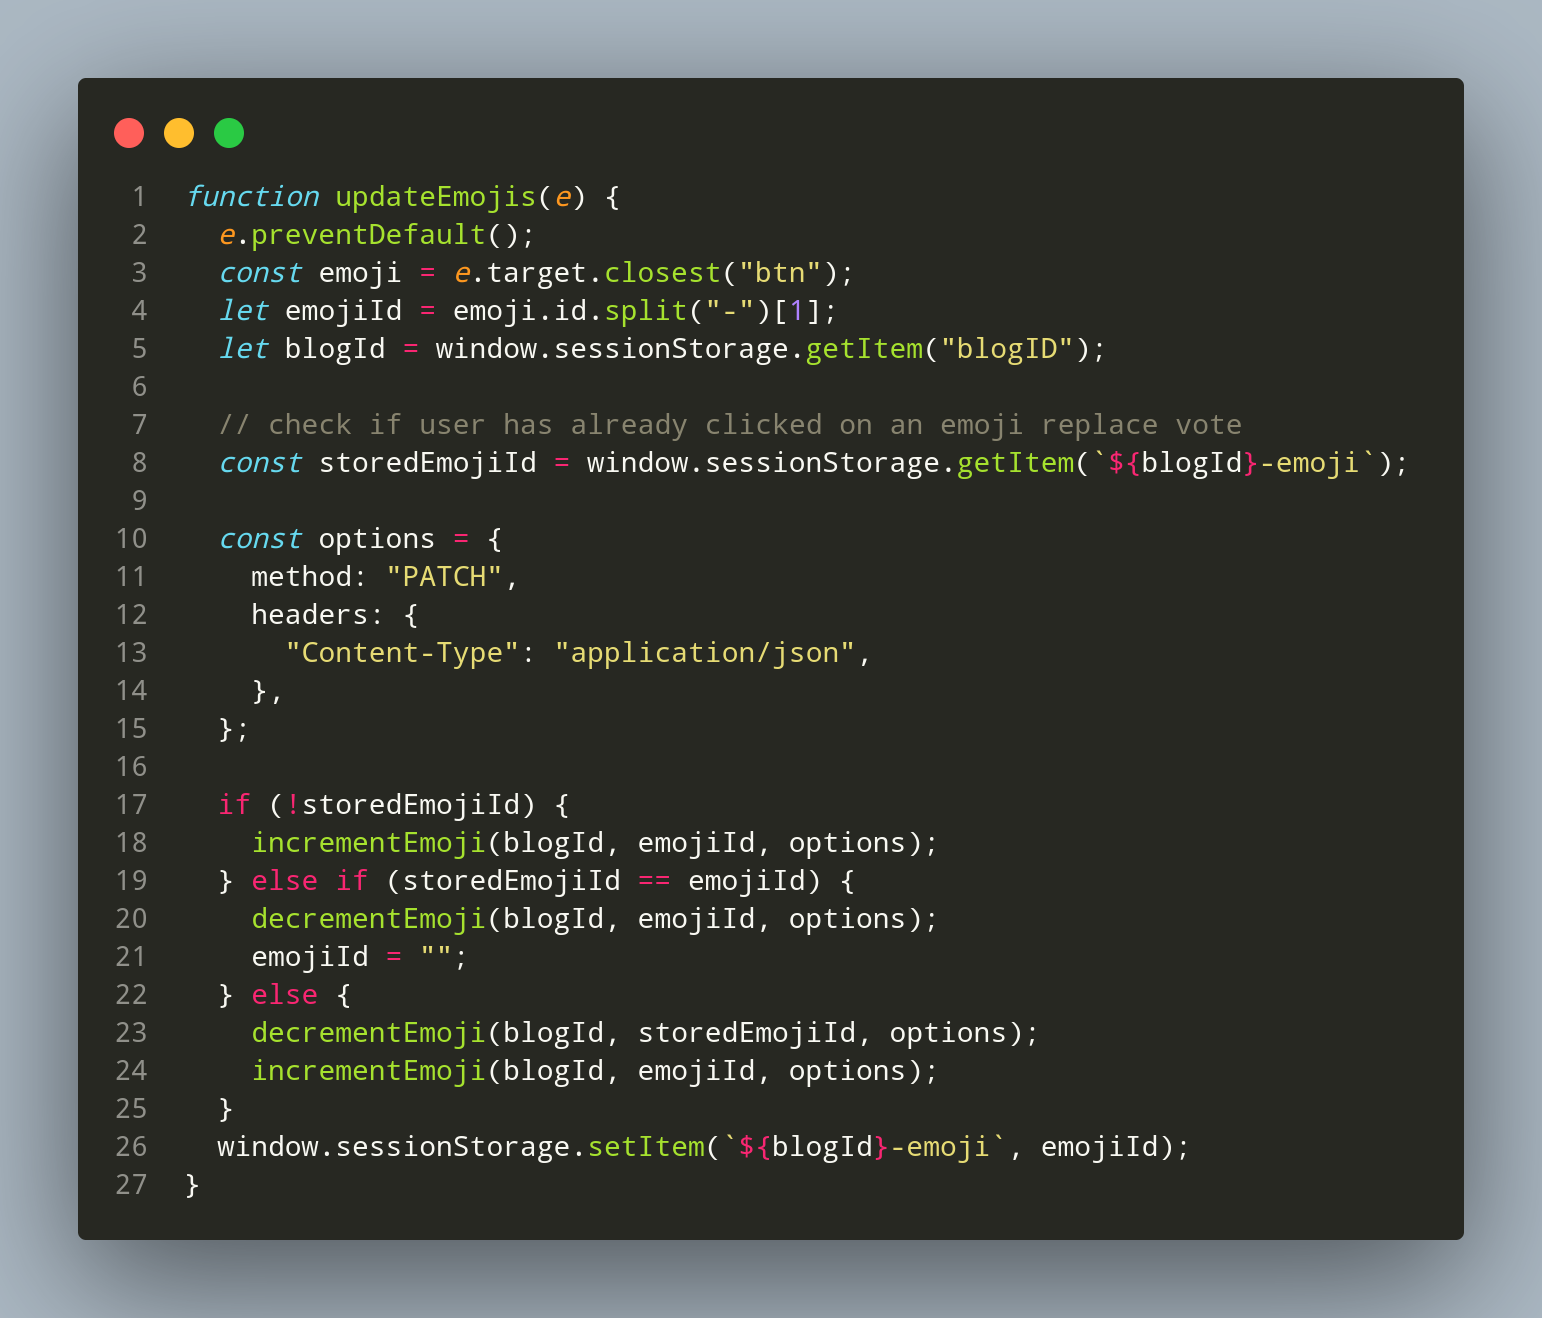 1 function updateEmojis(e) {
2   e.preventDefault();
3   const emoji = e.target.closest("btn");
4   let emojiId = emoji.id.split("-")[1];
5   let blogId = window.sessionStorage.getItem("blogID");
6
7   // check if user has already clicked on an emoji replace vote
8   const storedEmojiId = window.sessionStorage.getItem(`${blogId}-emoji`);
9
10   const options = {
11     method: "PATCH",
12     headers: {
13       "Content-Type": "application/json",
14     },
15   };
16
17   if (!storedEmojiId) {
18     incrementEmoji(blogId, emojiId, options);
19   } else if (storedEmojiId == emojiId) {
20     decrementEmoji(blogId, emojiId, options);
21     emojiId = "";
22   } else {
23     decrementEmoji(blogId, storedEmojiId, options);
24     incrementEmoji(blogId, emojiId, options);
25   }
26   window.sessionStorage.setItem(`${blogId}-emoji`, emojiId);
27 }